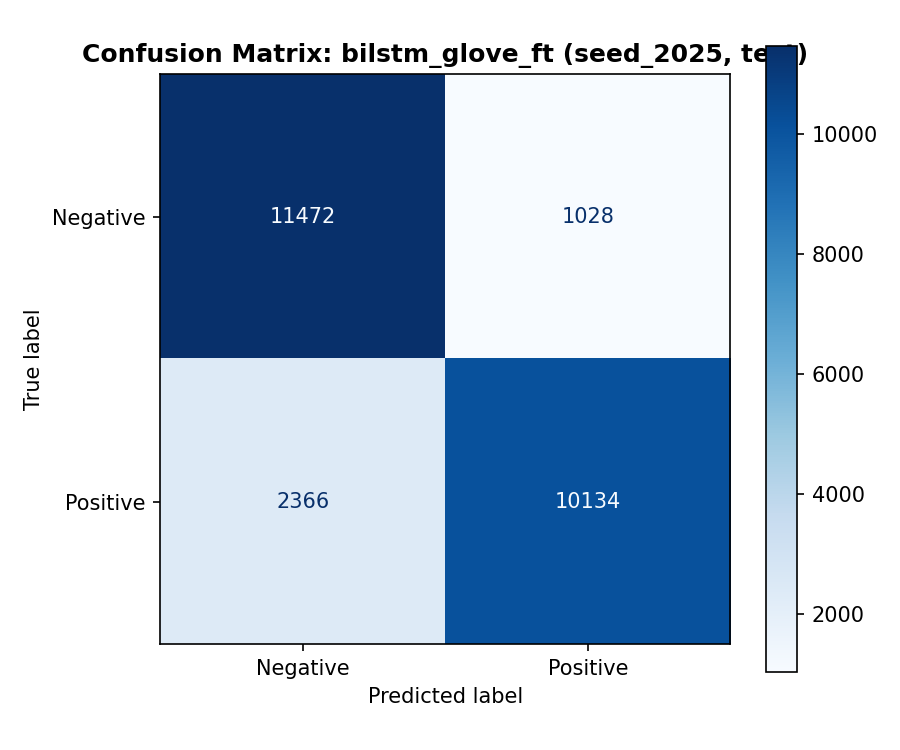 Confusion Matrix: bilstm_glove_ft (seed_2025, te )
10000
8000
6000
4000
2000
Negative
Positive
True label
11472
1028
2366
10134
Negative
Positive
Predicted label